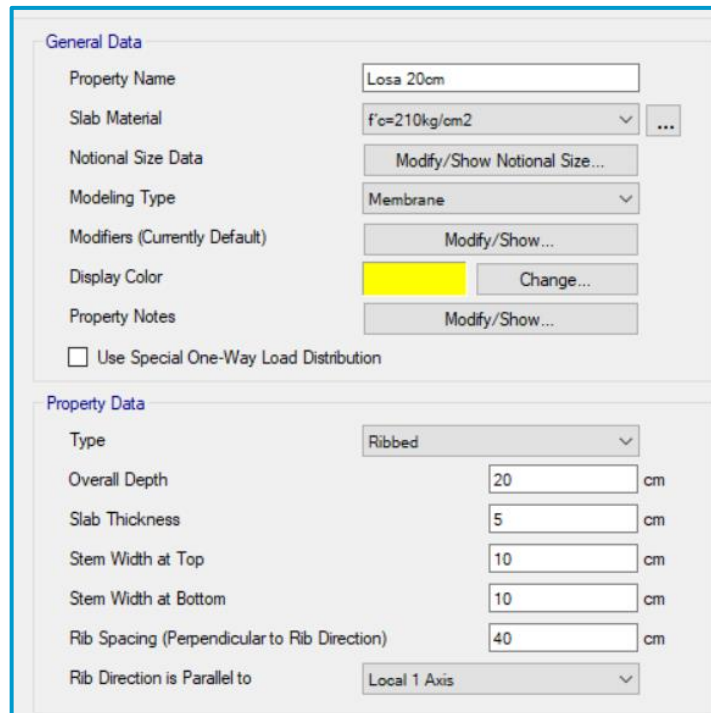 General Data
Property Name Losa 20cm
Slab Material f'c=210kg/cm2 ...
Notional Size Data Modify/Show Notional Size...
Modeling Type Membrane
Modifiers (Currently Default) Modify/Show...
Display Color Change...
Property Notes Modify/Show...
Use Special One-Way Load Distribution
Property Data
Type Ribbed
Overall Depth 20 cm
Slab Thickness 5 cm
Stem Width at Top 10 cm
Stem Width at Bottom 10 cm
Rib Spacing (Perpendicular to Rib Direction) 40 cm
Rib Direction is Parallel to Local 1 Axis